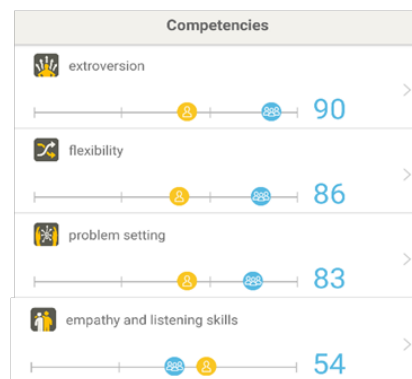 Competencies
extroversion
90
flexibility
86
problem setting
83
empathy and listening skills
54